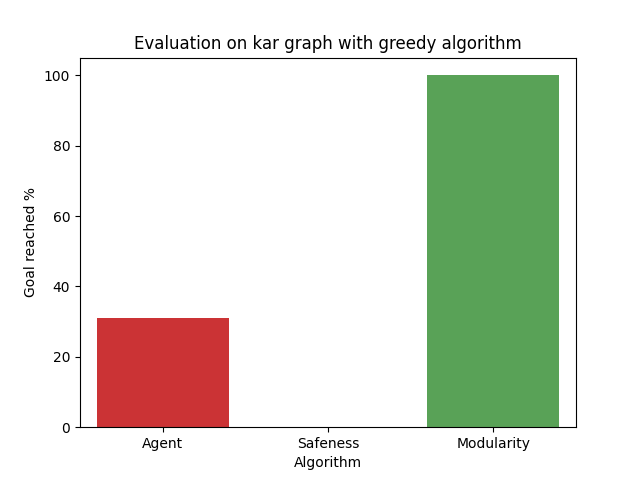 Evaluation on kar graph with greedy algorithm
100
80
60
40
20
0
Goal reached %
Agent Safeness Modularity
Algorithm